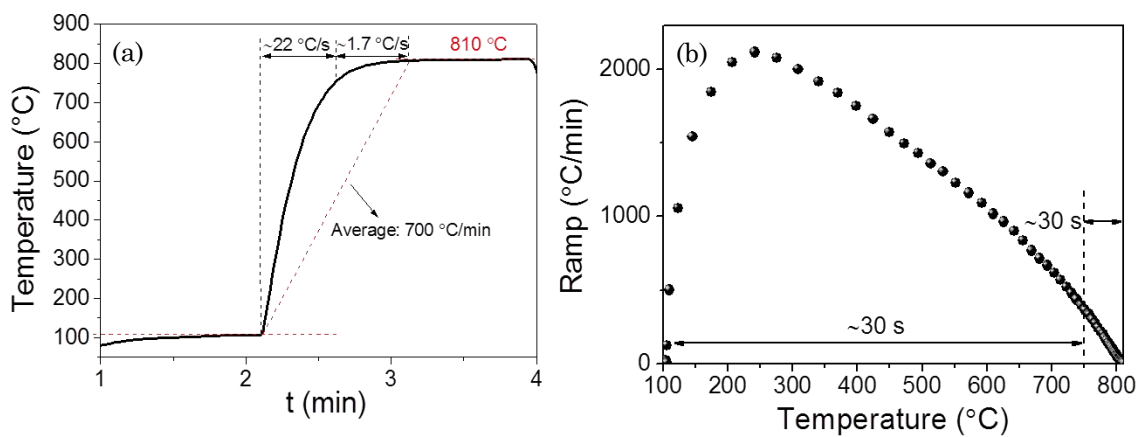 (a)
~22 °C/s
~1.7 °C/s
810 °C
Average: 700 °C/min
Temperature (°C)
900
800
700
600
500
400
300
200
100
1
2
3
4
t (min)
(b)
~30 s
~30 s
Ramp (°C/min)
2000
1000
0
100
200
300
400
500
600
700
800
Temperature (°C)